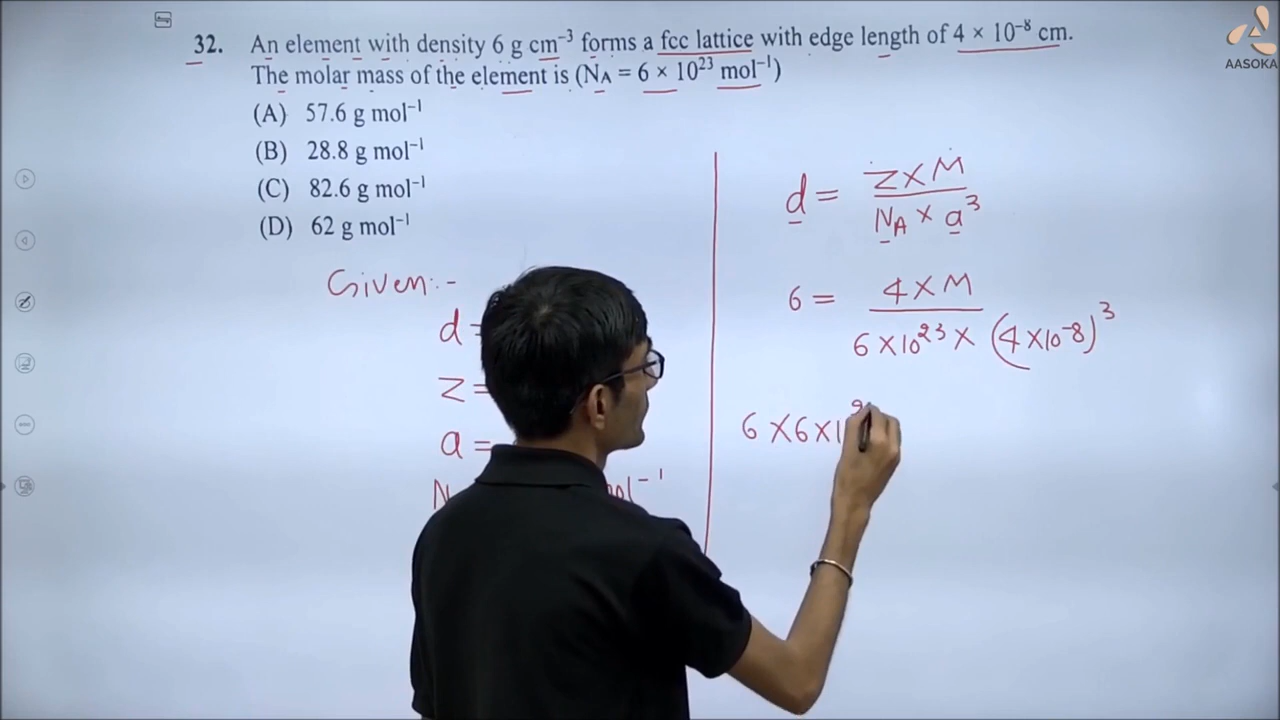 32. An element with density 6 g cm⁻³ forms a fcc lattice with edge length of 4 × 10⁻⁸ cm.
The molar mass of the element is (N_A = 6 × 10²³ mol⁻¹)
(A) 57.6 g mol⁻¹
(B) 28.8 g mol⁻¹
(C) 82.6 g mol⁻¹
(D) 62 g mol⁻¹
AASOKA
Given:-
d =
Z =
a =
N
mol⁻¹
d = Z × M / N_A × a³
6 = 4 × M / 6 × 10²³ × (4 × 10⁻⁸)³
6 × 6 × 1